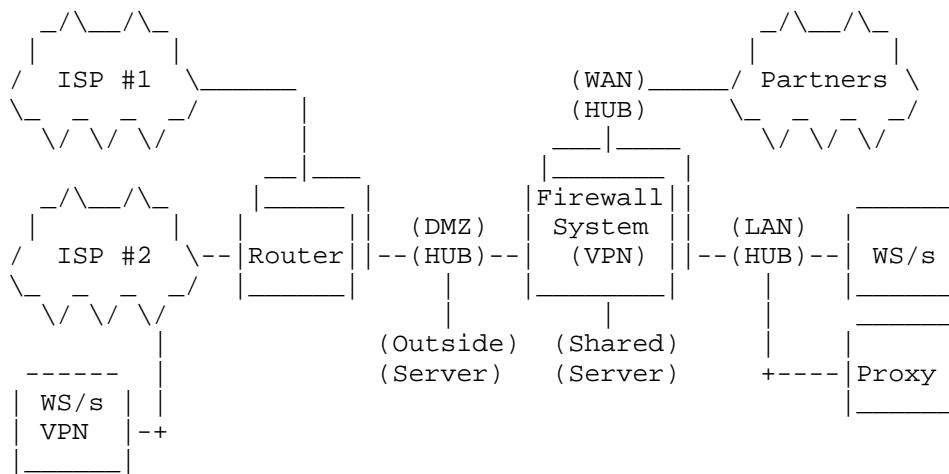 ISP #1
(WAN)
Partners
(HUB)
Firewall
(DMZ)
System
(LAN)
ISP #2
Router
(HUB)
(VPN)
(HUB)
WS/s
(Outside)
(Shared)
(Server)
(Server)
Proxy
WS/s
VPN